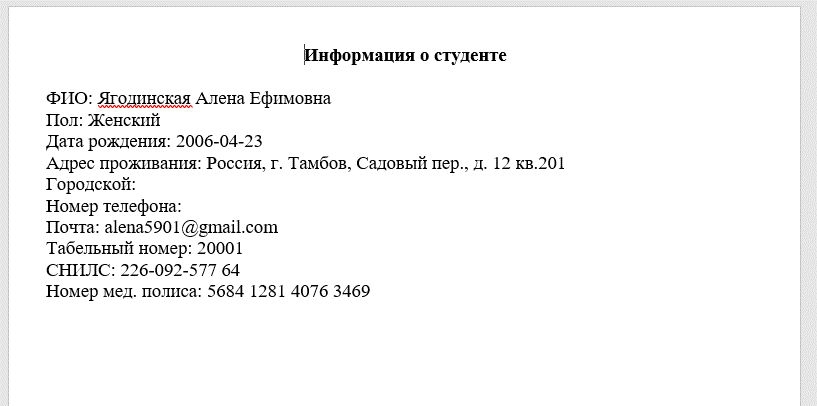 Информация о студенте
ФИО: Ягодинская Алена Ефимовна
Пол: Женский
Дата рождения: 2006-04-23
Адрес проживания: Россия, г. Тамбов, Садовый пер., д. 12 кв.201
Городской:
Номер телефона:
Почта: alena5901@gmail.com
Табельный номер: 20001
СНИЛС: 226-092-577 64
Номер мед. полиса: 5684 1281 4076 3469